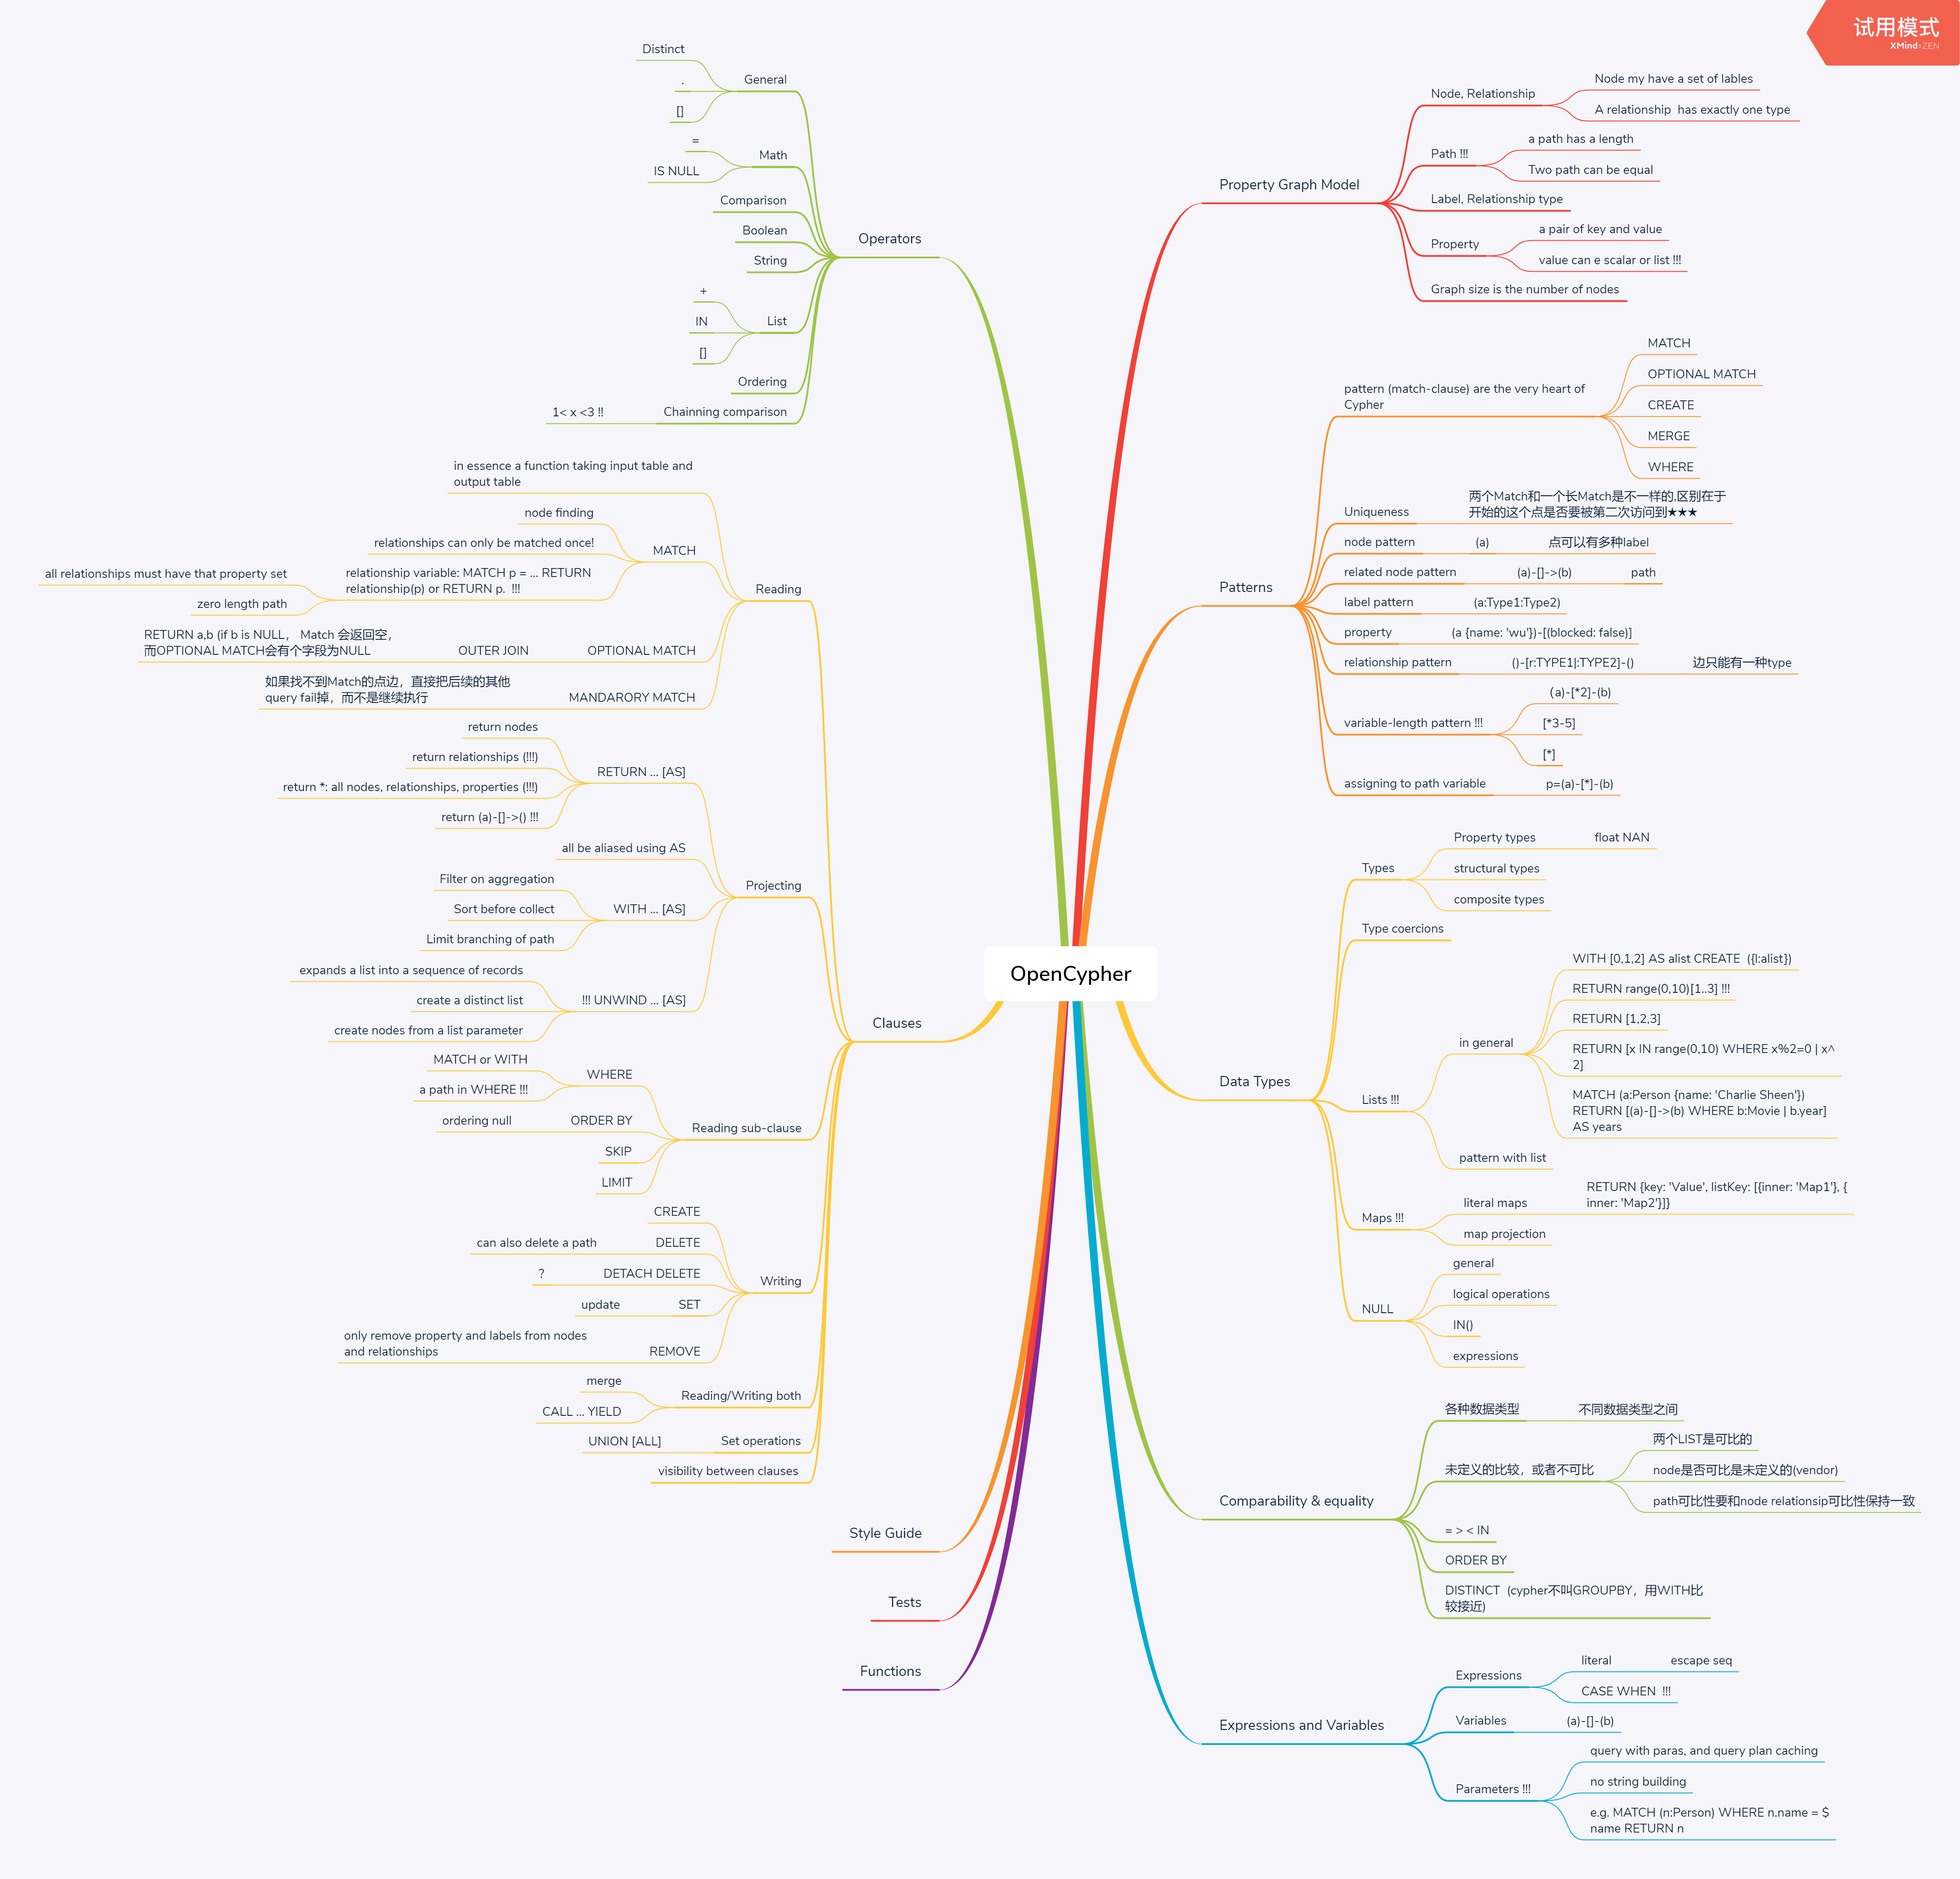 试用模式
XMind:ZEN
OpenCypher
Property Graph Model
Node, Relationship
Node my have a set of lables
A relationship  has exactly one type
Path !!!
a path has a length
Two path can be equal
Label, Relationship type
Property
a pair of key and value
value can e scalar or list !!!
Graph size is the number of nodes
Patterns
pattern (match-clause) are the very heart of
Cypher
MATCH
OPTIONAL MATCH
CREATE
MERGE
WHERE
Uniqueness
两个Match和一个长Match是不一样的,区别在于
开始的这个点是否要被第二次访问到★★★
node pattern
(a)
点可以有多种label
related node pattern
(a)-[]->(b)
path
label pattern
(a:Type1:Type2)
property
(a {name: 'wu'})-[(blocked: false)]
relationship pattern
()-[r:TYPE1|:TYPE2]-()
边只能有一种type
variable-length pattern !!!
(a)-[*2]-(b)
[*3-5]
[*]
assigning to path variable
p=(a)-[*]-(b)
Data Types
Types
Property types
float NAN
structural types
composite types
Type coercions
Lists !!!
in general
WITH [0,1,2] AS alist CREATE  ({l:alist})
RETURN range(0,10)[1..3] !!!
RETURN [1,2,3]
RETURN [x IN range(0,10) WHERE x%2=0 | x^
2]
MATCH (a:Person {name: 'Charlie Sheen'})
RETURN [(a)-[]->(b) WHERE b:Movie | b.year]
AS years
pattern with list
Maps !!!
literal maps
RETURN {key: 'Value', listKey: [{inner: 'Map1'}, {
inner: 'Map2'}]}
map projection
NULL
general
logical operations
IN()
expressions
Comparability & equality
各种数据类型
不同数据类型之间
未定义的比较，或者不可比
两个LIST是可比的
node是否可比是未定义的(vendor)
path可比性要和node relationsip可比性保持一致
= > < IN
ORDER BY
DISTINCT  (cypher不叫GROUPBY，用WITH比
较接近)
Expressions and Variables
Expressions
literal
escape seq
CASE WHEN  !!!
Variables
(a)-[]-(b)
Parameters !!!
query with paras, and query plan caching
no string building
e.g. MATCH (n:Person) WHERE n.name = $
name RETURN n
Operators
General
Distinct
.
[]
Math
=
IS NULL
Comparison
Boolean
String
List
+
IN
[]
Ordering
Chainning comparison
1< x <3 !!
Clauses
Reading
in essence a function taking input table and
output table
MATCH
node finding
relationships can only be matched once!
relationship variable: MATCH p = ... RETURN
relationship(p) or RETURN p.  !!!
all relationships must have that property set
zero length path
OPTIONAL MATCH
OUTER JOIN
RETURN a,b (if b is NULL， Match 会返回空，
而OPTIONAL MATCH会有个字段为NULL
MANDARORY MATCH
如果找不到Match的点边，直接把后续的其他
query fail掉，而不是继续执行
Projecting
RETURN ... [AS]
return nodes
return relationships (!!!)
return *: all nodes, relationships, properties (!!!)
return (a)-[]->() !!!
all be aliased using AS
WITH ... [AS]
Filter on aggregation
Sort before collect
Limit branching of path
!!! UNWIND ... [AS]
expands a list into a sequence of records
create a distinct list
create nodes from a list parameter
Reading sub-clause
WHERE
MATCH or WITH
a path in WHERE !!!
ORDER BY
ordering null
SKIP
LIMIT
Writing
CREATE
DELETE
can also delete a path
DETACH DELETE
?
SET
update
REMOVE
only remove property and labels from nodes
and relationships
Reading/Writing both
merge
CALL ... YIELD
Set operations
UNION [ALL]
visibility between clauses
Style Guide
Tests
Functions